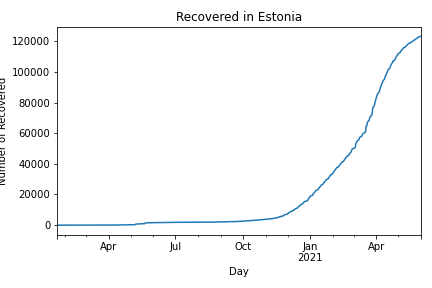 Recovered in Estonia
Number of Recovered
120000
100000
80000
60000
40000
20000
0
Apr
Jul
Oct
Jan
2021
Apr
Day